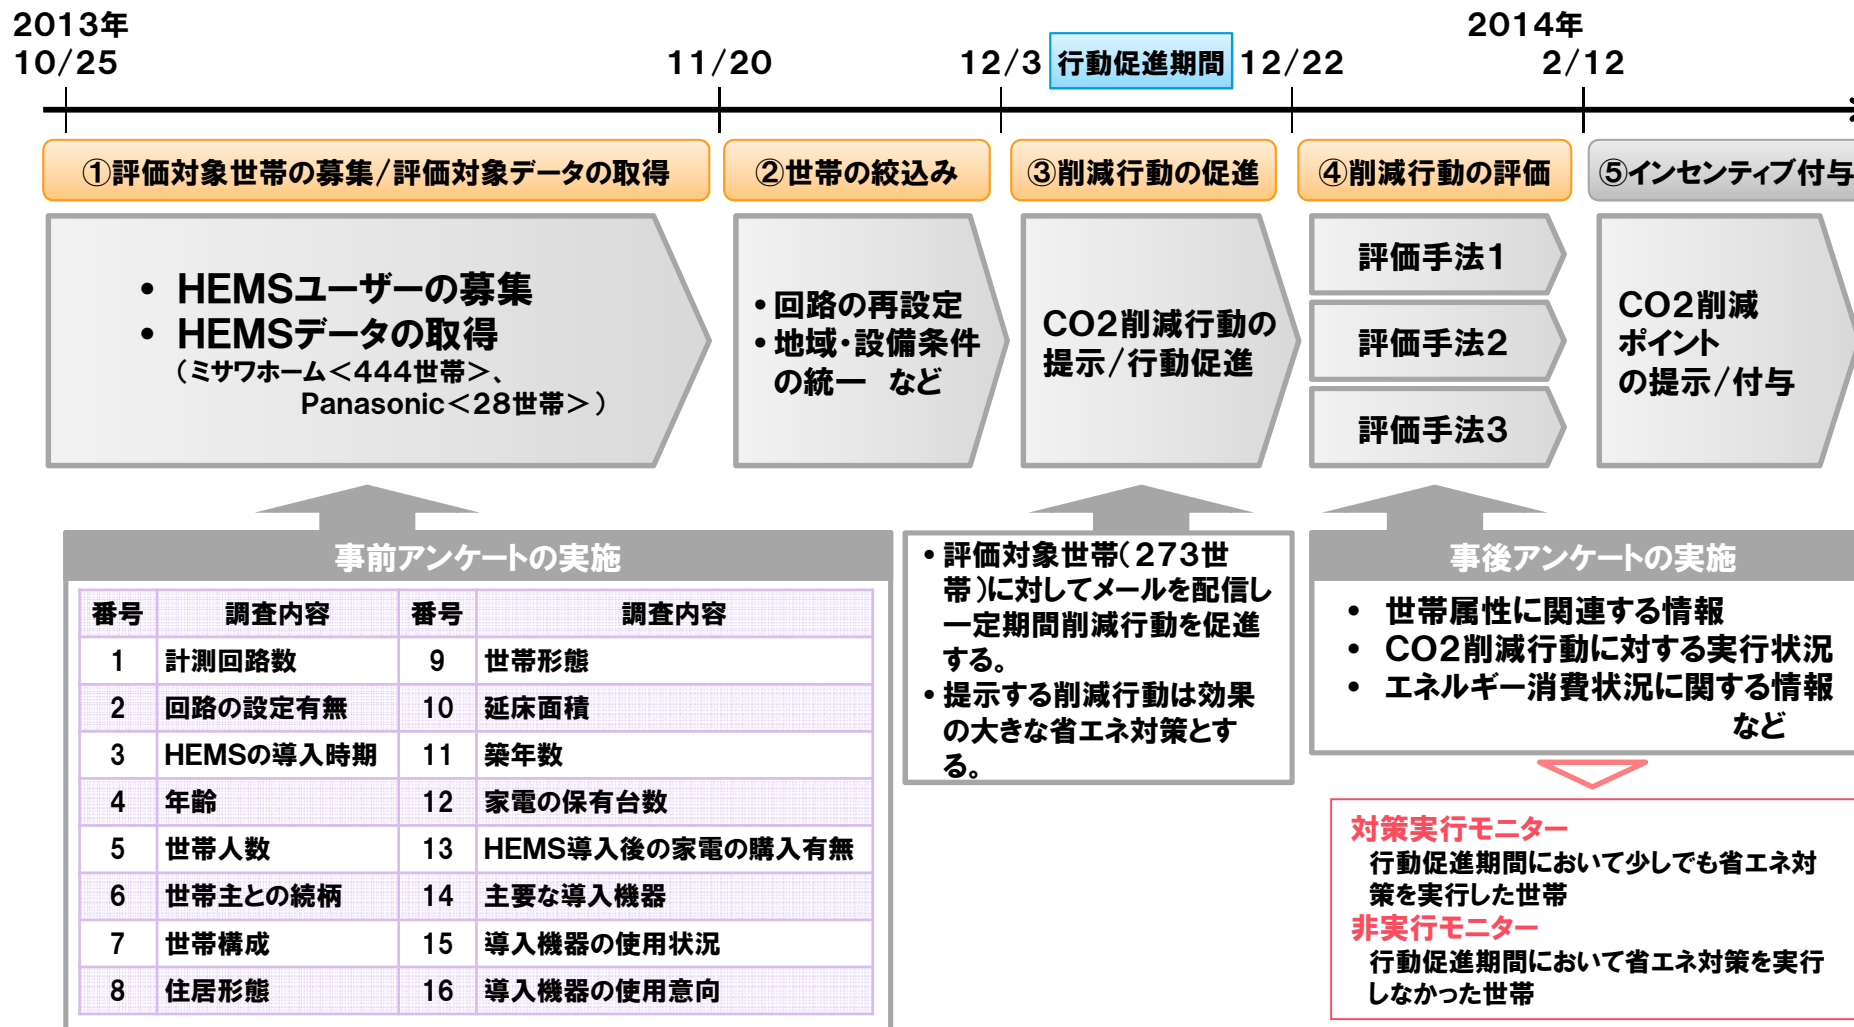 2013年
10/25
11/20
12/3
行動促進期間
12/22
2014年
2/12
①評価対象世帯の募集/評価対象データの取得
②世帯の絞込み
③削減行動の促進
④削減行動の評価
⑤インセンティブ付与
• HEMSユーザーの募集
• HEMSデータの取得
（ミサワホーム＜444世帯＞、
Panasonic＜28世帯＞）
• 回路の再設定
• 地域・設備条件
の統一 など
CO2削減行動の
提示/行動促進
評価手法1
評価手法2
評価手法3
CO2削減
ポイント
の提示/付与
事前アンケートの実施
番号 調査内容 番号 調査内容
1 計測回路数 9 世帯形態
2 回路の設定有無 10 延床面積
3 HEMSの導入時期 11 築年数
4 年齢 12 家電の保有台数
5 世帯人数 13 HEMS導入後の家電の購入有無
6 世帯主との続柄 14 主要な導入機器
7 世帯構成 15 導入機器の使用状況
8 住居形態 16 導入機器の使用意向
• 評価対象世帯（273世
帯）に対してメールを配信し
一定期間削減行動を促進
する。
• 提示する削減行動は効果
の大きな省エネ対策とす
る。
事後アンケートの実施
• 世帯属性に関連する情報
• CO2削減行動に対する実行状況
• エネルギー消費状況に関する情報
など
対策実行モニター
行動促進期間において少しでも省エネ対
策を実行した世帯
非実行モニター
行動促進期間において省エネ対策を実行
しなかった世帯